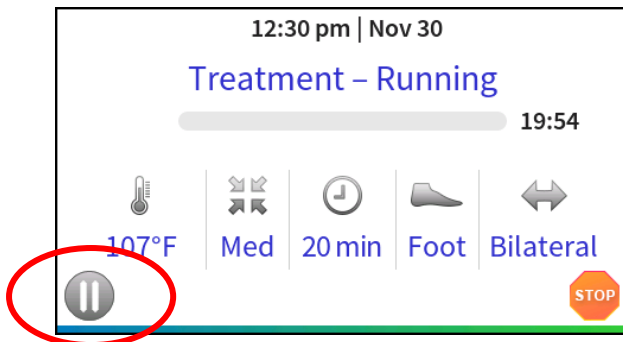 12:30 pm | Nov 30
Treatment – Running
19:54
107°F Med 20 min Foot Bilateral
STOP